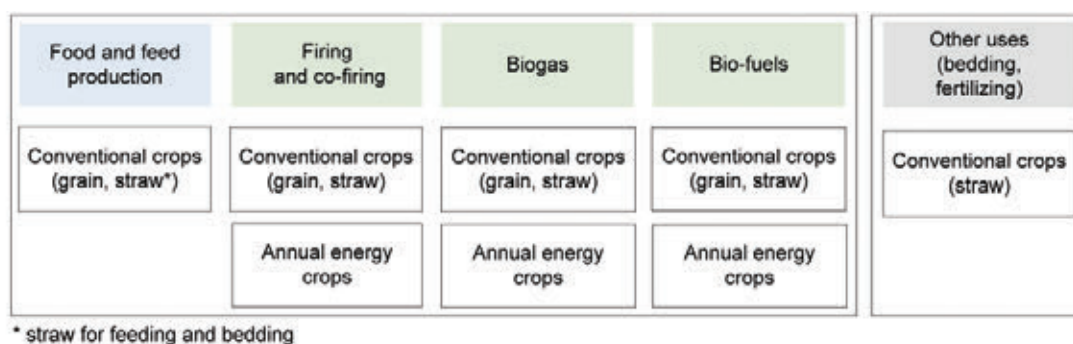 Food and feed
production
Firing
and co-firing
Biogas
Bio-fuels
Other uses
(bedding,
fertilizing)
Conventional crops
(grain, straw*)
Conventional crops
(grain, straw)
Conventional crops
(grain, straw)
Conventional crops
(grain, straw)
Conventional crops
(straw)
Annual energy
crops
Annual energy
crops
Annual energy
crops
* straw for feeding and bedding